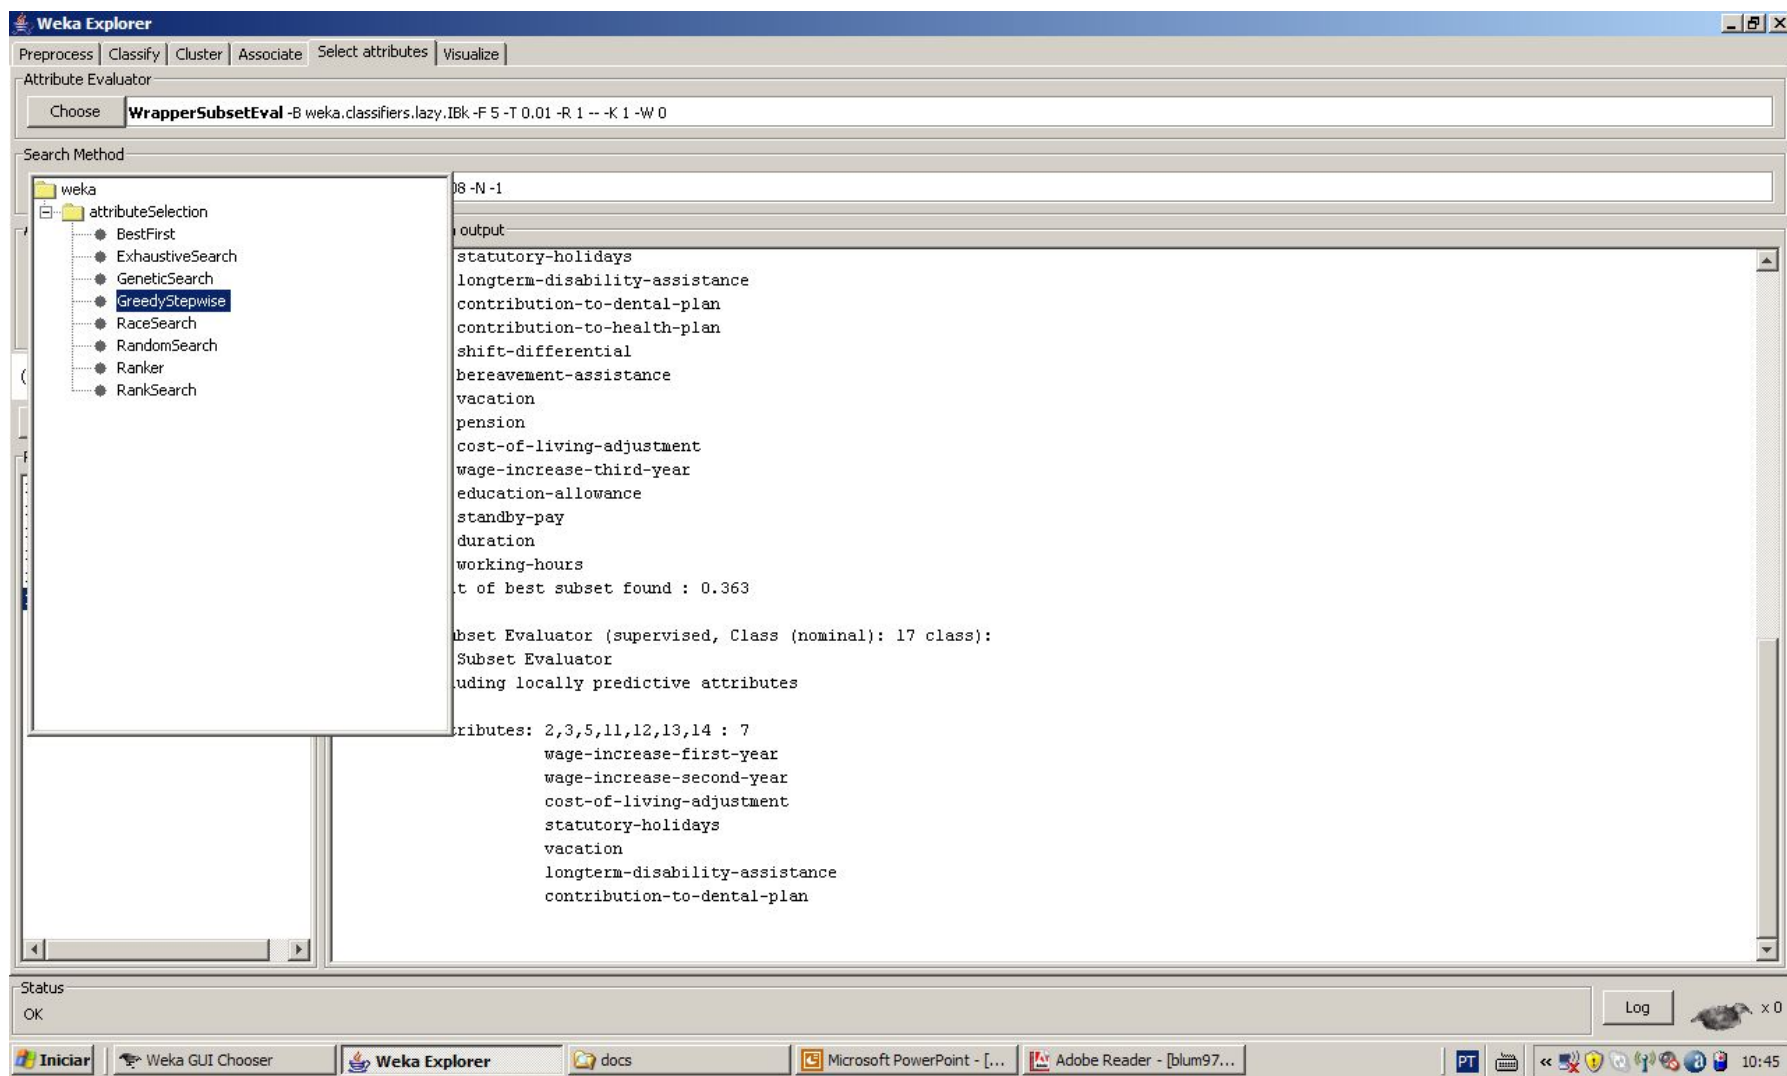 Weka Explorer
Preprocess Classify Cluster Associate Select attributes Visualize
Attribute Evaluator
Choose WrapperSubsetEval -B weka.classifiers.lazy.IBk -F 5 -T 0.01 -R 1 -- -K 1 -W 0
Search Method
08 -N -1
weka
attributeSelection
BestFirst
ExhaustiveSearch
GeneticSearch
GreedyStepwise
RaceSearch
RandomSearch
Ranker
RankSearch
output
statutory-holidays
longterm-disability-assistance
contribution-to-dental-plan
contribution-to-health-plan
shift-differential
bereavement-assistance
vacation
pension
cost-of-living-adjustment
wage-increase-third-year
education-allowance
standby-pay
duration
working-hours
t of best subset found : 0.363
bset Evaluator (supervised, Class (nominal): 17 class):
Subset Evaluator
uding locally predictive attributes
tributes: 2,3,5,11,12,13,14 : 7
wage-increase-first-year
wage-increase-second-year
cost-of-living-adjustment
statutory-holidays
vacation
longterm-disability-assistance
contribution-to-dental-plan
Status
OK
Log
x 0
Iniciar Weka GUI Chooser Weka Explorer docs Microsoft PowerPoint - [... Adobe Reader - [blum97... PT « 10:45